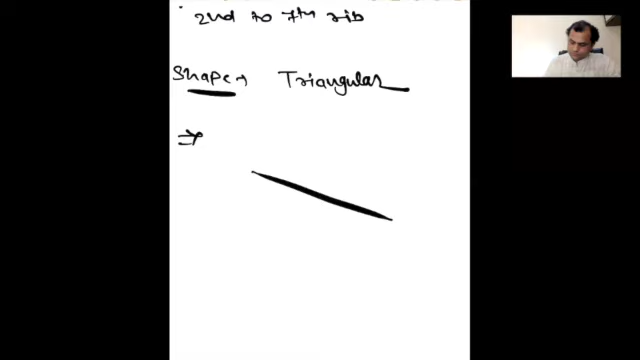 2nd to 7th rib
Shape → Triangular
⇒